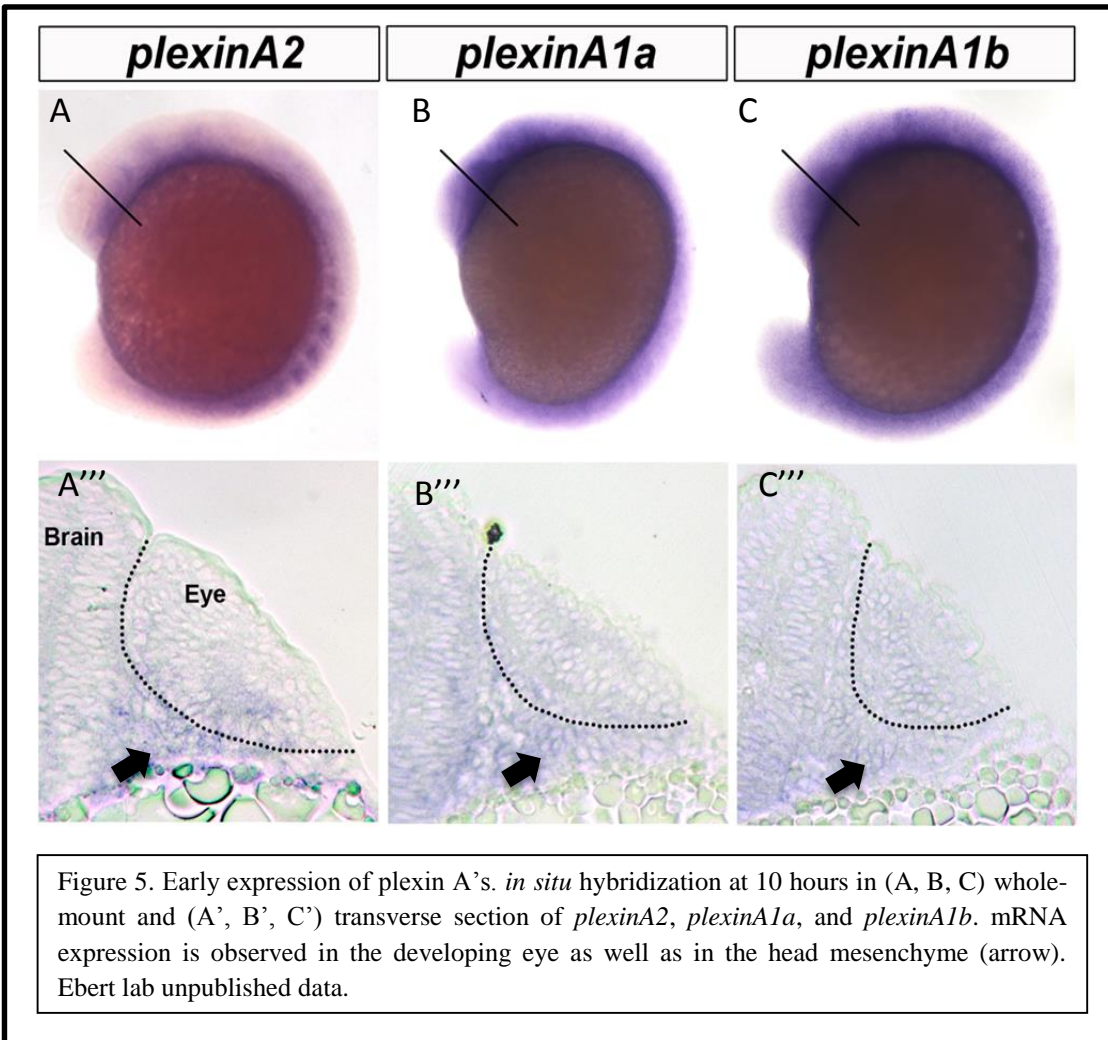 plexinA2 plexinA1a plexinA1b
A B C
A’’’ B’’’ C’’’
Brain
Eye
Figure 5. Early expression of plexin A’s. in situ hybridization at 10 hours in (A, B, C) whole-
mount and (A’, B’, C’) transverse section of plexinA2, plexinA1a, and plexinA1b. mRNA
expression is observed in the developing eye as well as in the head mesenchyme (arrow).
Ebert lab unpublished data.